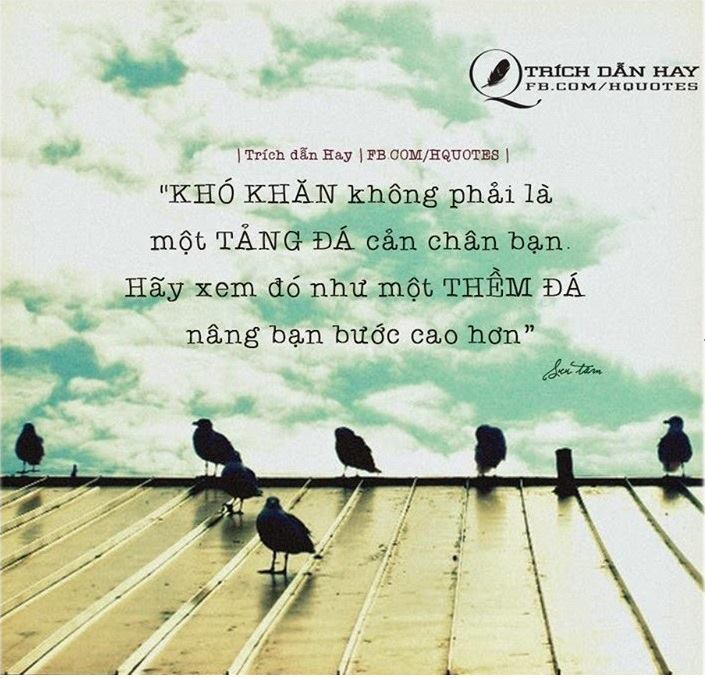 TRÍCH DẪN HAY
FB.COM/HQUOTES
| Trích dẫn Hay | FB.COM/HQUOTES |
"KHÓ KHĂN không phải là
một TẢNG ĐÁ cản chân bạn.
Hãy xem đó như một THỀM ĐÁ
nâng bạn bước cao hơn”
Sưu tầm